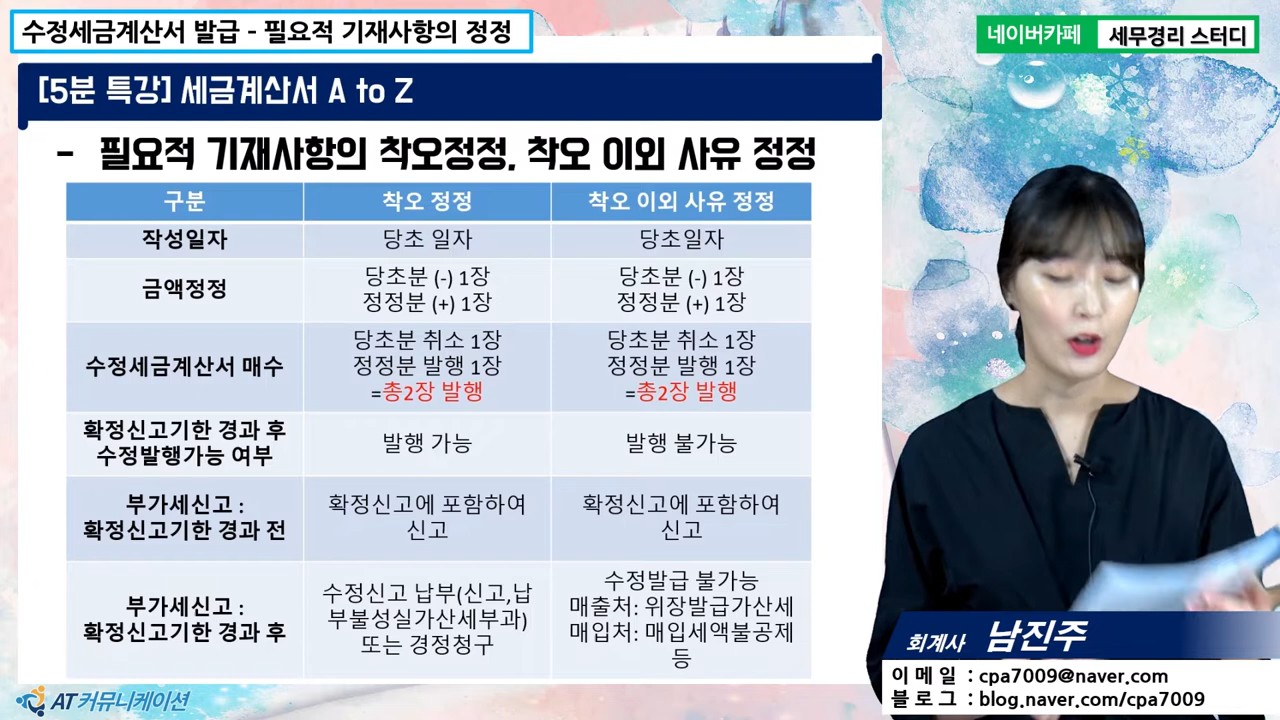 수정세금계산서 발급 - 필요적 기재사항의 정정
네이버카페 세무경리 스터디
[5분 특강] 세금계산서 A to Z
- 필요적 기재사항의 착오정정, 착오 이외 사유 정정
구분 착오 정정 착오 이외 사유 정정
작성일자 당초 일자 당초일자
금액정정
당초분 (-) 1장
정정분 (+) 1장
당초분 (-) 1장
정정분 (+) 1장
수정세금계산서 매수
당초분 취소 1장
정정분 발행 1장
=총2장 발행
당초분 취소 1장
정정분 발행 1장
=총2장 발행
확정신고기한 경과 후
수정발행가능 여부
발행 가능
발행 불가능
부가세신고 :
확정신고기한 경과 전
확정신고에 포함하여
신고
확정신고에 포함하여
신고
부가세신고 :
확정신고기한 경과 후
수정신고 납부(신고,납
부불성실가산세부과)
또는 경정청구
수정발급 불가능
매출처: 위장발급가산세
매입처: 매입세액불공제
등
회계사 남진주
이 메 일 : cpa7009@naver.com
블 로 그 : blog.naver.com/cpa7009
AT커뮤니케이션